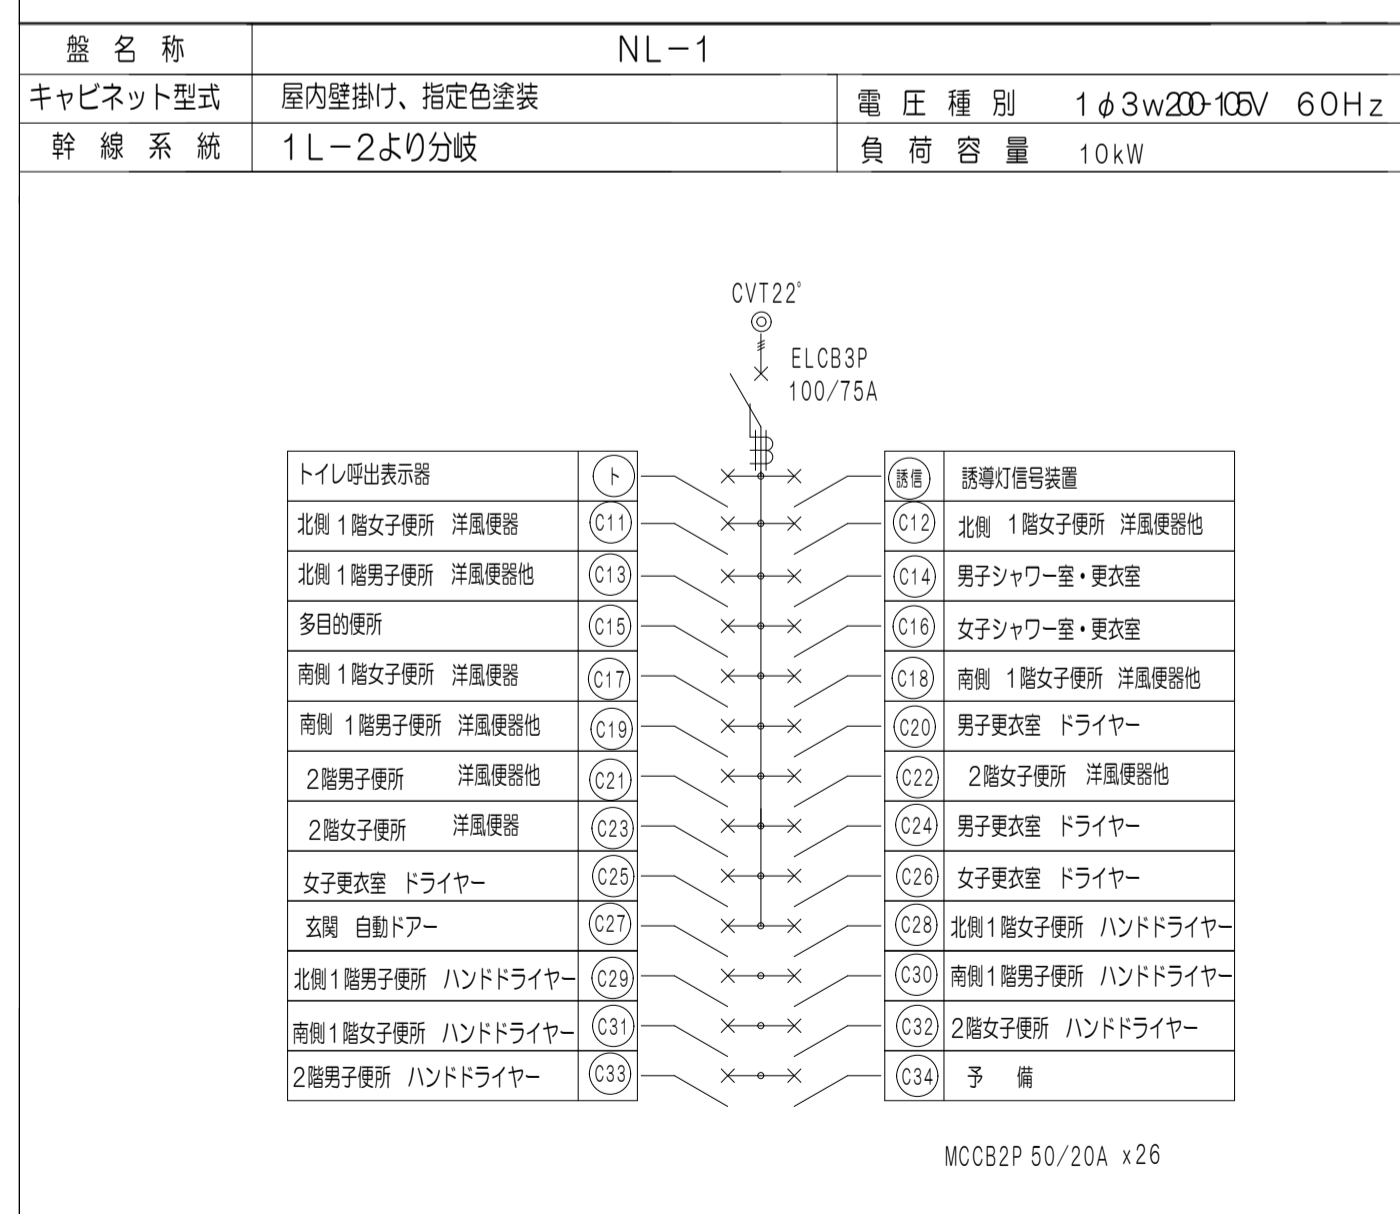 盤 名 称 NL－1
キャビネット型式 屋内壁掛け、指定色塗装 電 圧 種 別 1φ3w200-105V 60Hz
幹 線 系 統 1L－2より分岐 負 荷 容 量 10kW
CVT22°
ELCB3P
100/75A
トイレ呼出表示器 ト 誘信 誘導灯信号装置
北側1階女子便所 洋風便器 C11 C12 北側 1階女子便所 洋風便器他
北側1階男子便所 洋風便器他 C13 C14 男子シャワー室・更衣室
多目的便所 C15 C16 女子シャワー室・更衣室
南側1階女子便所 洋風便器 C17 C18 南側 1階女子便所 洋風便器他
南側 1階男子便所 洋風便器他 C19 C20 男子更衣室 ドライヤー
2階男子便所 洋風便器他 C21 C22 2階女子便所 洋風便器他
2階女子便所 洋風便器 C23 C24 男子更衣室 ドライヤー
女子更衣室 ドライヤー C25 C26 女子更衣室 ドライヤー
玄関 自動ドアー C27 C28 北側1階女子便所 ハンドドライヤー
北側1階男子便所 ハンドドライヤー C29 C30 南側1階男子便所 ハンドドライヤー
南側1階女子便所 ハンドドライヤー C31 C32 2階女子便所 ハンドドライヤー
2階男子便所 ハンドドライヤー C33 C34 予 備
MCCB2P 50/20A x26